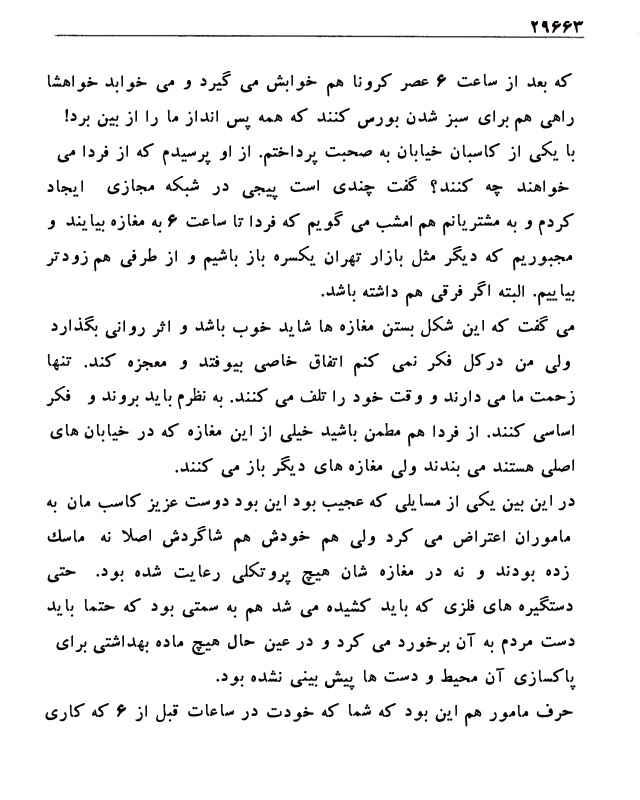 ۲۹۶۶۳
که بعد از ساعت ۶ عصر کرونا هم خوابش می گیرد و می خوابد خواهشا
راهی هم برای سبز شدن بورس کنند که همه پس انداز ما را از بین برد!
با یکی از کاسبان خیابان به صحبت پرداختم. از او پرسیدم که از فردا می
خواهند چه کنند؟ گفت چندی است پیجی در شبکه مجازی ایجاد
کردم و به مشتریانم هم امشب می گویم که فردا تا ساعت ۶ به مغازه بیایند و
مجبوریم که دیگر مثل بازار تهران یکسره باز باشیم و از طرفی هم زودتر
بیاییم. البته اگر فرقی هم داشته باشد.
می گفت که این شکل بستن مغازه ها شاید خوب باشد و اثر روانی بگذارد
ولی من درکل فکر نمی کنم اتفاق خاصی بیوفتد و معجزه کند. تنها
زحمت ما می دارند و وقت خود را تلف می کنند. به نظرم باید بروند و فکر
اساسی کنند. از فردا هم مطمن باشید خیلی از این مغازه که در خیابان های
اصلی هستند می بندند ولی مغازه های دیگر باز می کنند.
در این بین یکی از مسایلی که عجیب بود این بود دوست عزیز کاسب مان به
ماموران اعتراض می کرد ولی هم خودش هم شاگردش اصلا نه ماسك
زده بودند و نه در مغازه شان هیچ پروتکلی رعایت شده بود. حتی
دستگیره های فلزی که باید کشیده می شد هم به سمتی بود که حتما باید
دست مردم به آن برخورد می کرد و در عین حال هیچ ماده بهداشتی برای
پاکسازی آن محیط و دست ها پیش بینی نشده بود.
حرف مامور هم این بود که شما که خودت در ساعات قبل از ۶ که کاری